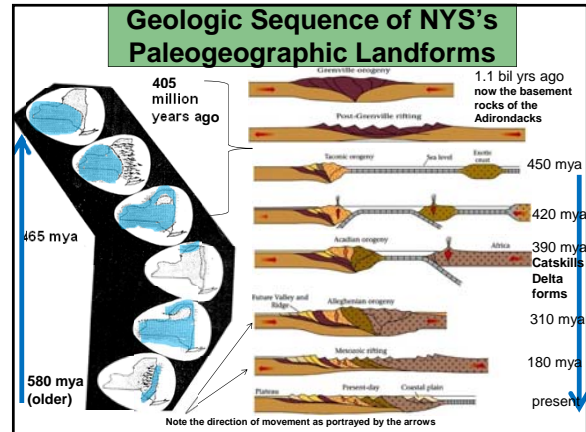 Geologic Sequence of NYS's
Paleogeographic Landforms
405
million
years ago
465 mya
580 mya
(older)
Grenville orogeny
1.1 bil yrs ago
now the basement
rocks of the
Adirondacks
Post-Grenville rifting
Taconic orogeny
Sea level
Exotic
crust
450 mya
420 mya
Acadian orogeny
Africa
390 mya
Catskills
Delta
forms
Future Valley and
Ridge
Alleghenian orogeny
310 mya
Mesozoic rifting
180 mya
Plateau
Present-day
Coastal plain
present
Note the direction of movement as portrayed by the arrows